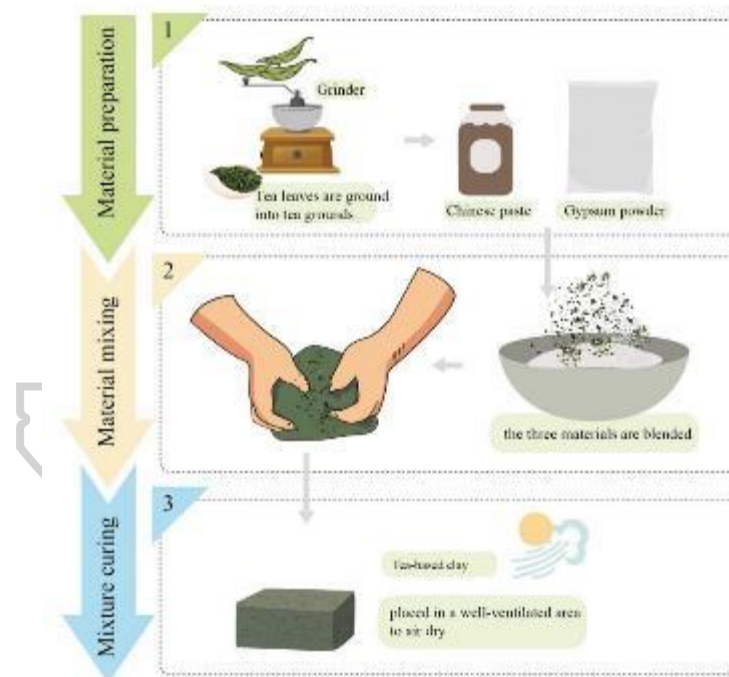 Material preparation
1
Grinder
Tea leaves are ground
into tea grounds
Chinese paste
Gypsum powder
Material mixing
2
the three materials are blended
Mixture curing
3
Tea-based clay
placed in a well-ventilated area
to air dry